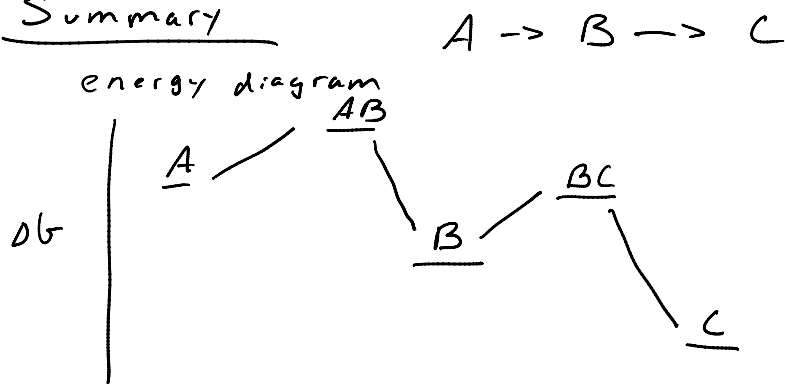 Summary
A -> B -> C
energy diagram
AB
A
BC
ΔG
B
C